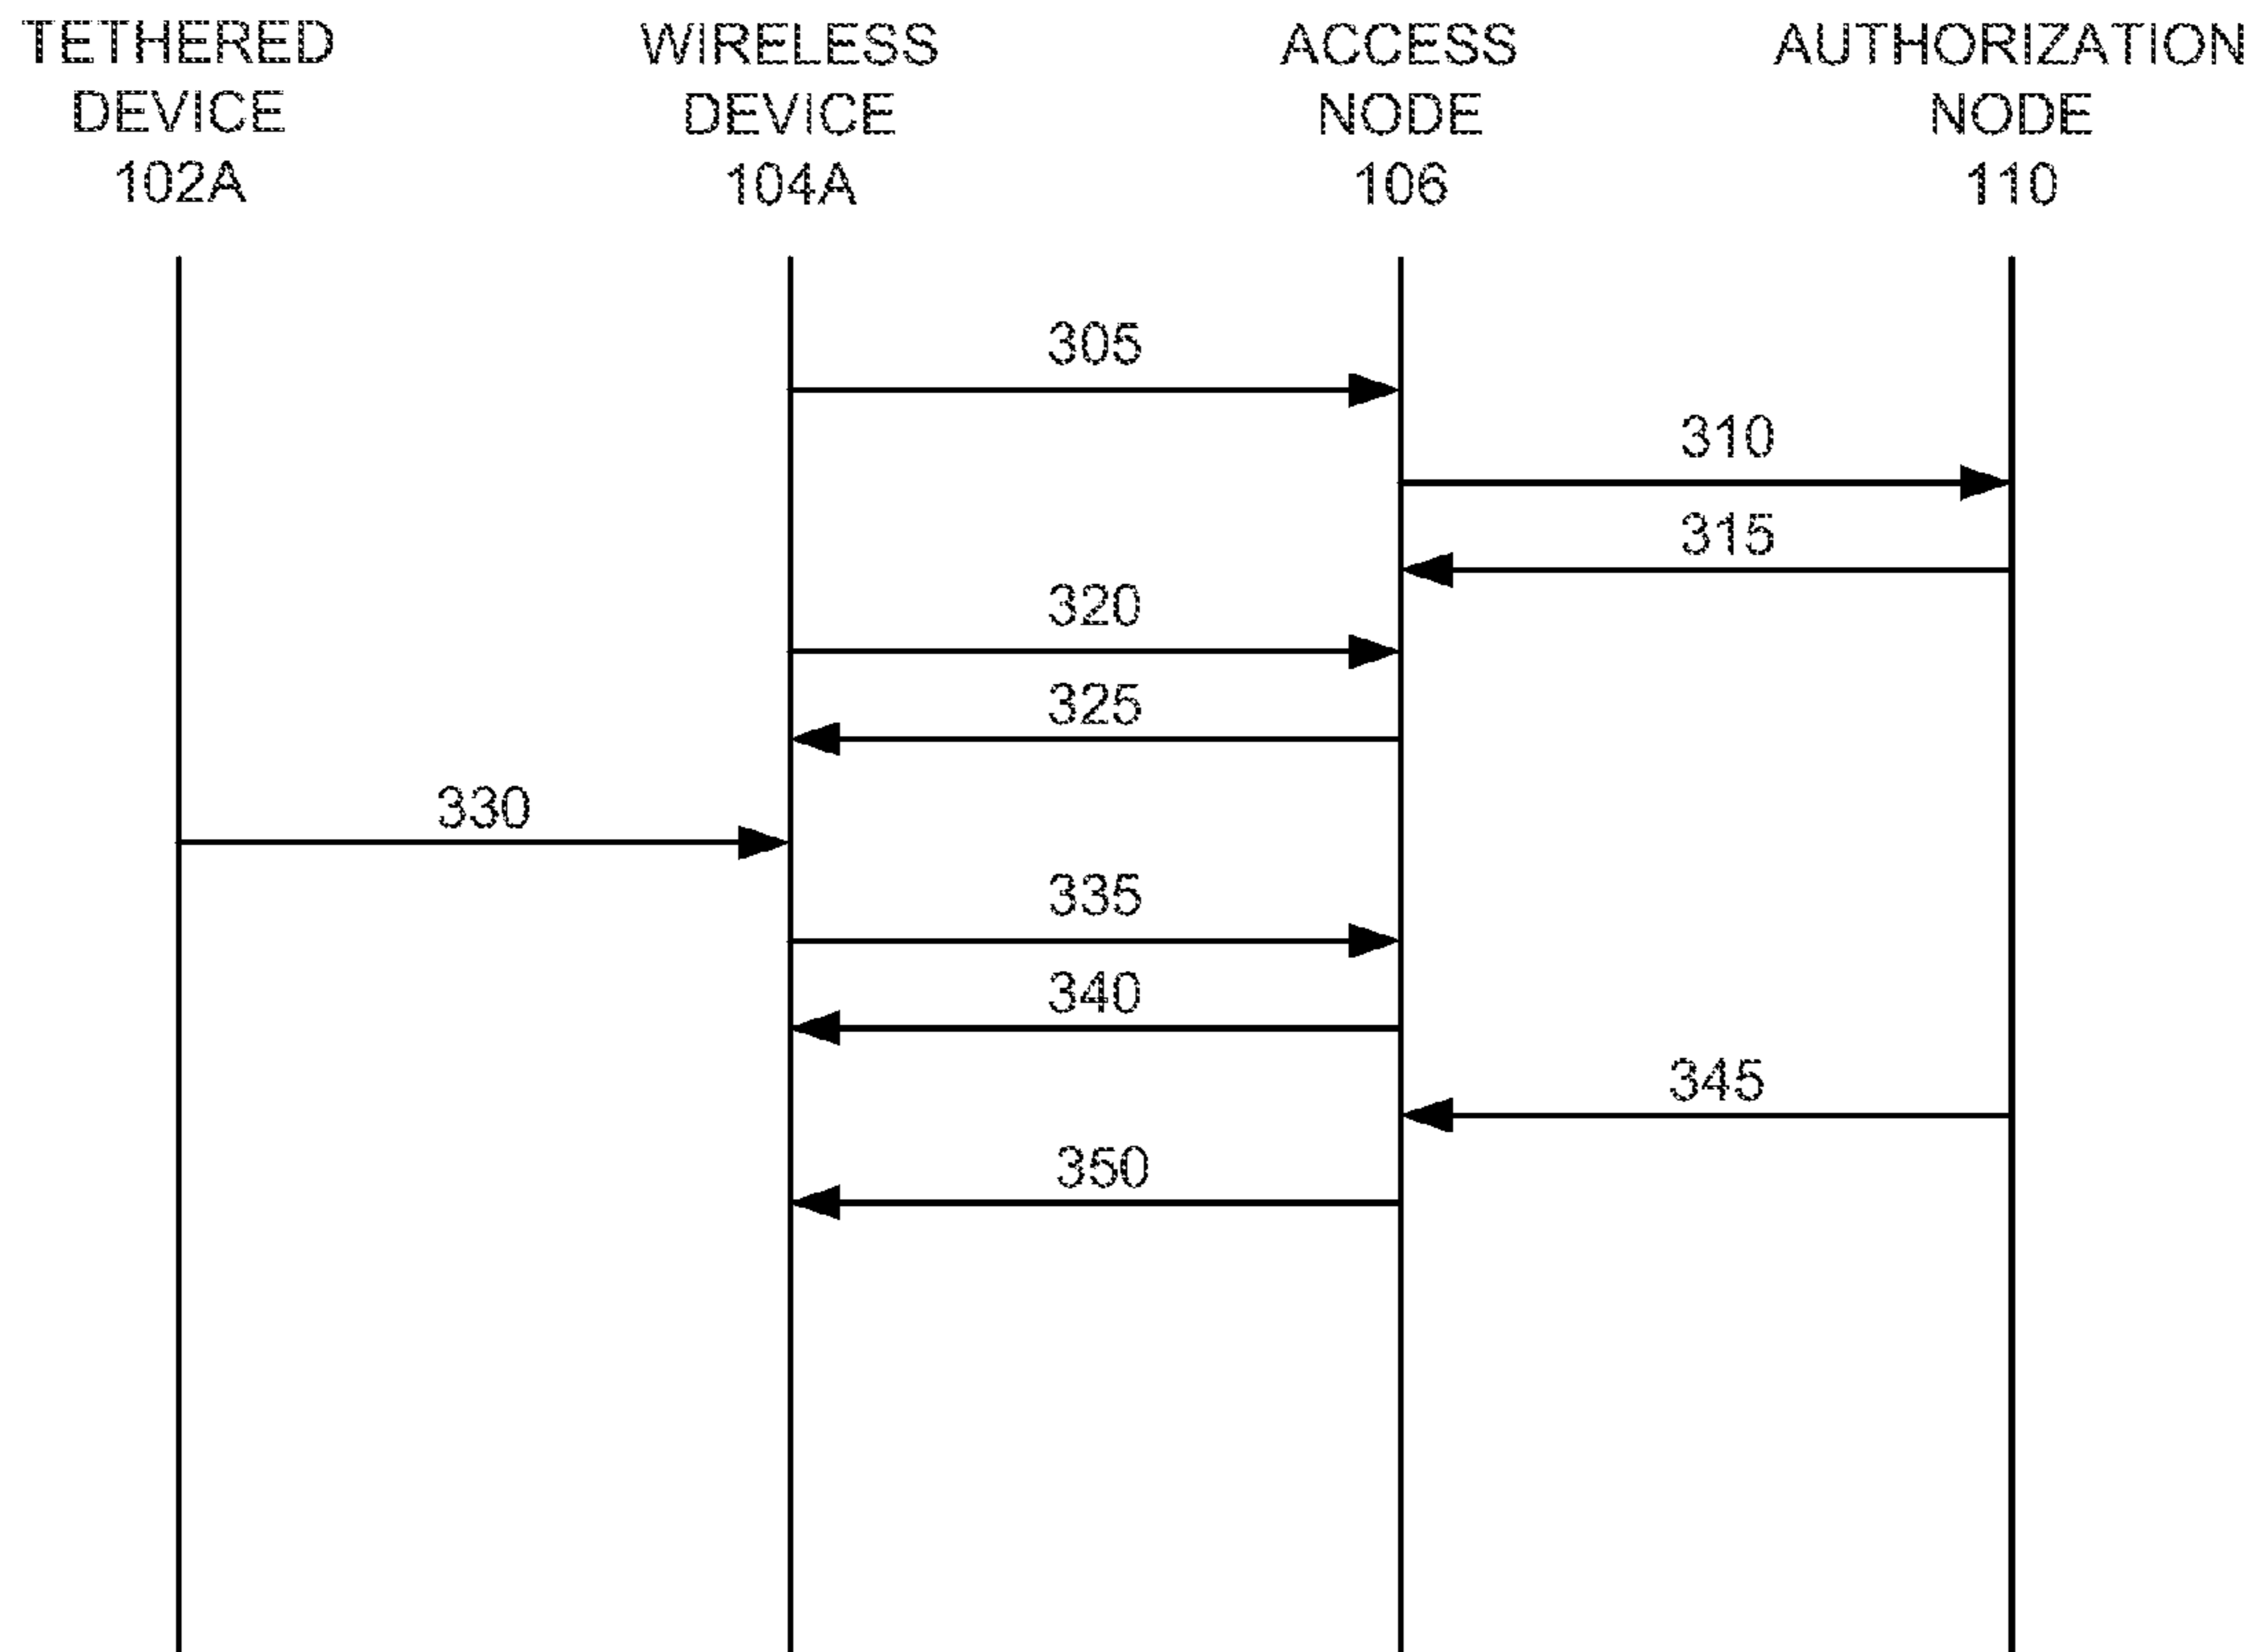 TETHERED
DEVICE
102A
WIRELESS
DEVICE
104A
ACCESS
NODE
106
AUTHORIZATION
NODE
110
305
310
315
320
325
330
335
340
345
350